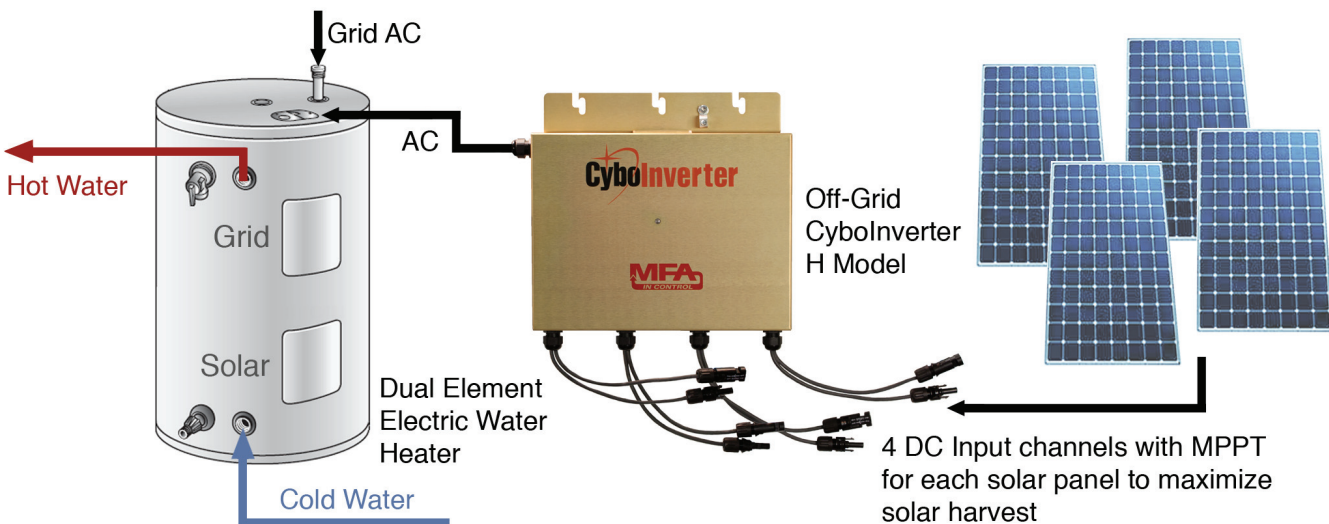 Grid AC
AC
Hot Water
Grid
Solar
Dual Element
Electric Water
Heater
Cold Water
CyboInverter
MFA
IN CONTROL
Off-Grid
CyboInverter
H Model
4 DC Input channels with MPPT
for each solar panel to maximize
solar harvest